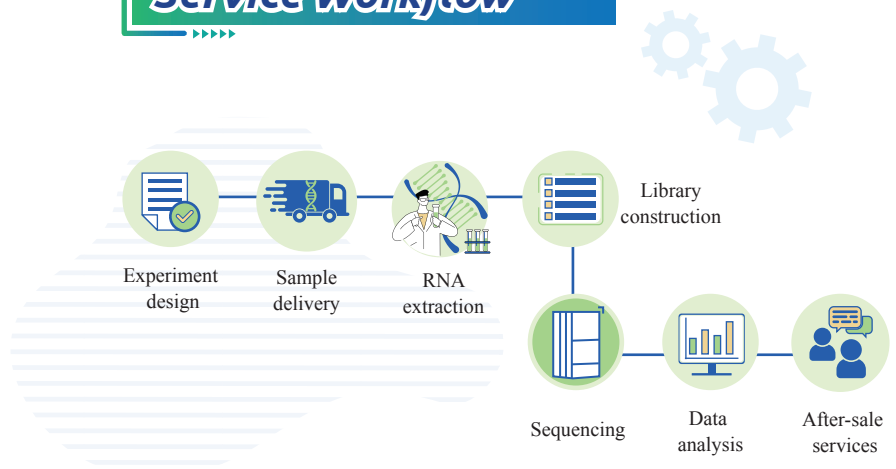 Service Workflow
Library
construction
Experiment
design
Sample
delivery
RNA
extraction
Sequencing
Data
analysis
After-sale
services